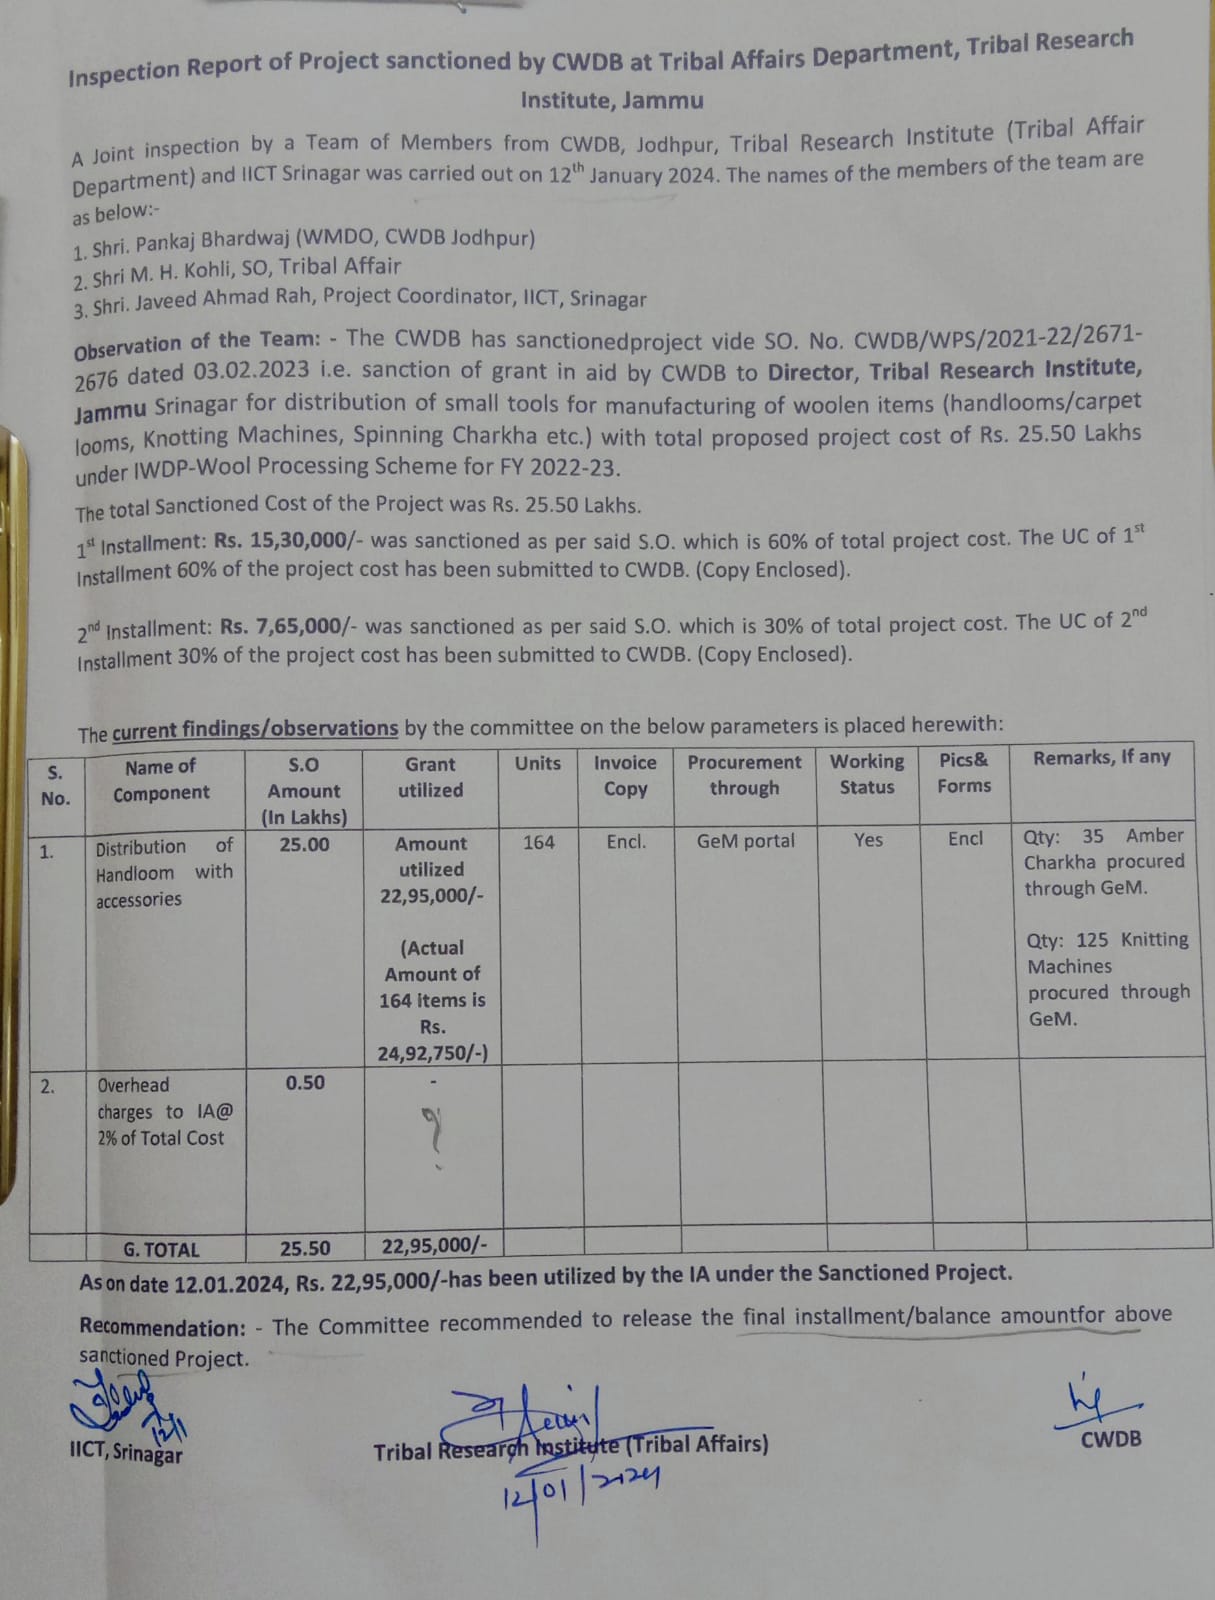 Inspection Report of Project sanctioned by CWDB at Tribal Affairs Department, Tribal Research
Institute, Jammu
A Joint inspection by a Team of Members from CWDB, Jodhpur, Tribal Research Institute (Tribal Affair
Department) and IICT Srinagar was carried out on 12th January 2024. The names of the members of the team are
as below:-
1. Shri. Pankaj Bhardwaj (WMDO, CWDB Jodhpur)
2. Shri M. H. Kohli, SO, Tribal Affair
3. Shri. Javeed Ahmad Rah, Project Coordinator, IICT, Srinagar
Observation of the Team: - The CWDB has sanctionedproject vide SO. No. CWDB/WPS/2021-22/2671-
2676 dated 03.02.2023 i.e. sanction of grant in aid by CWDB to Director, Tribal Research Institute,
Jammu Srinagar for distribution of small tools for manufacturing of woolen items (handlooms/carpet
looms, Knotting Machines, Spinning Charkha etc.) with total proposed project cost of Rs. 25.50 Lakhs
under IWDP-Wool Processing Scheme for FY 2022-23.
The total Sanctioned Cost of the Project was Rs. 25.50 Lakhs.
1st Installment: Rs. 15,30,000/- was sanctioned as per said S.O. which is 60% of total project cost. The UC of 1st
Installment 60% of the project cost has been submitted to CWDB. (Copy Enclosed).
2nd Installment: Rs. 7,65,000/- was sanctioned as per said S.O. which is 30% of total project cost. The UC of 2nd
Installment 30% of the project cost has been submitted to CWDB. (Copy Enclosed).
The current findings/observations by the committee on the below parameters is placed herewith:
S. No.
Name of Component
S.O Amount (In Lakhs)
Grant utilized
Units
Invoice Copy
Procurement through
Working Status
Pics& Forms
Remarks, If any
1.
Distribution of
Handloom with
accessories
25.00
Amount
utilized
22,95,000/-
(Actual
Amount of
164 items is
Rs.
24,92,750/-)
164
Encl.
GeM portal
Yes
Encl
Qty: 35 Amber
Charkha procured
through GeM.
Qty: 125 Knitting
Machines
procured through
GeM.
2.
Overhead
charges to IA@
2% of Total Cost
0.50
-
?
G. TOTAL
25.50
22,95,000/-
As on date 12.01.2024, Rs. 22,95,000/-has been utilized by the IA under the Sanctioned Project.
Recommendation: - The Committee recommended to release the final installment/balance amountfor above
sanctioned Project.
12/1
IICT, Srinagar
Tribal Research Institute (Tribal Affairs)
12/01/2024
CWDB